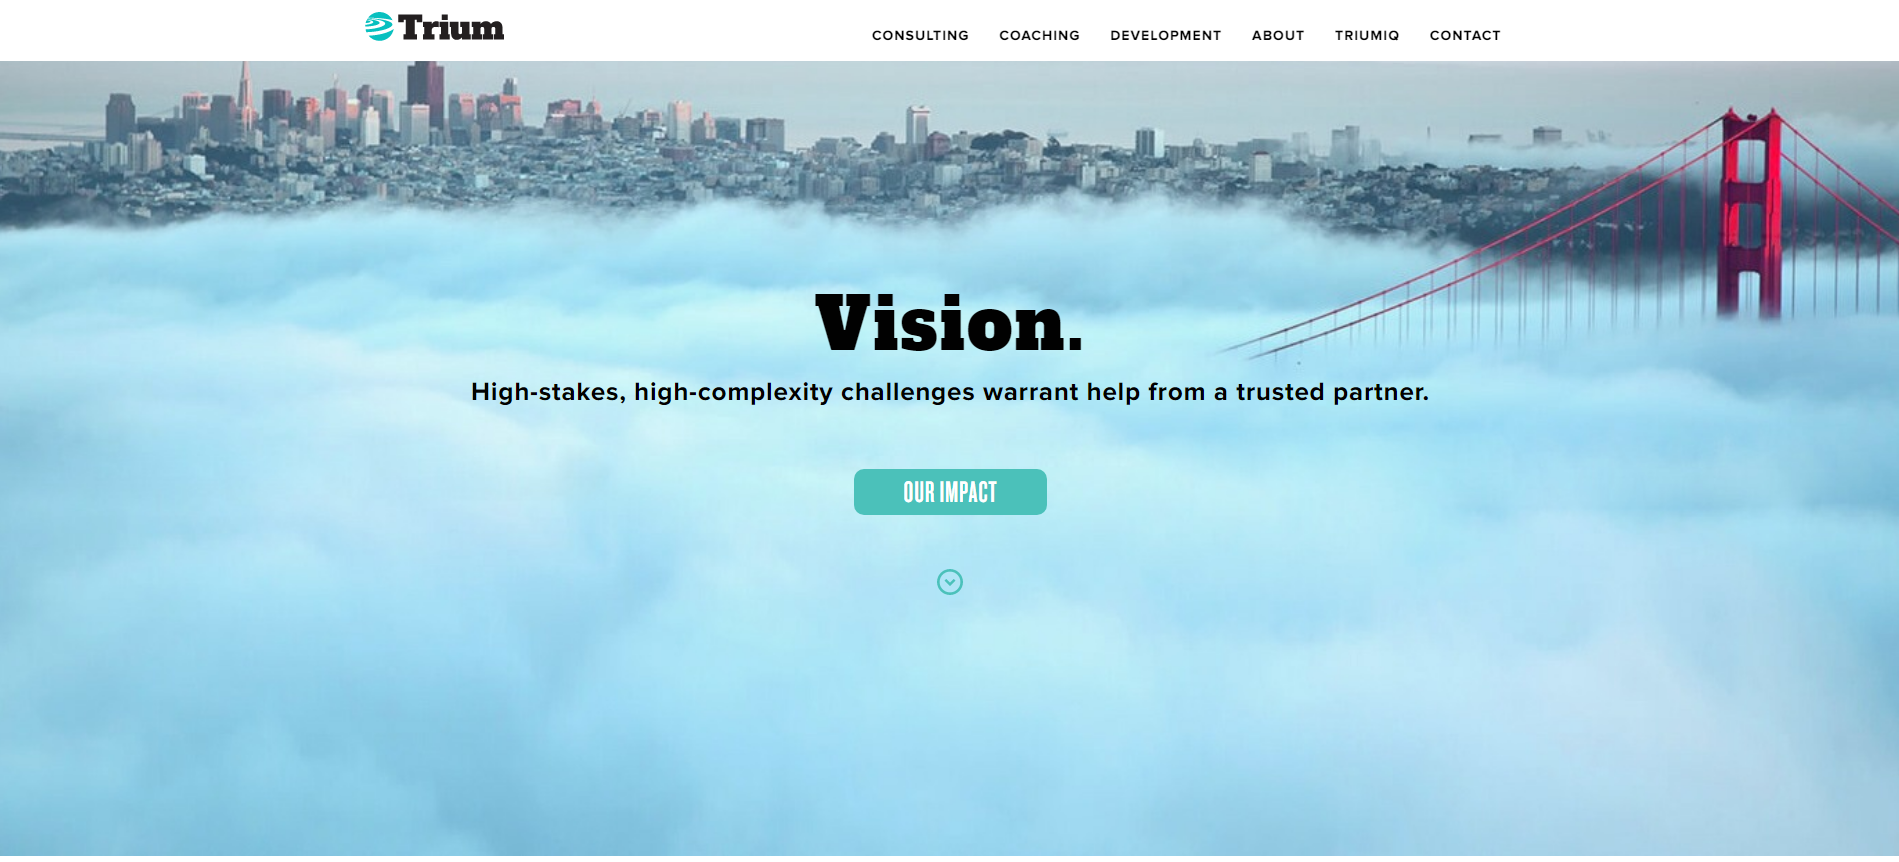 Trium
CONSULTING COACHING DEVELOPMENT ABOUT TRIUMIQ CONTACT
Vision.
High-stakes, high-complexity challenges warrant help from a trusted partner.
OUR IMPACT